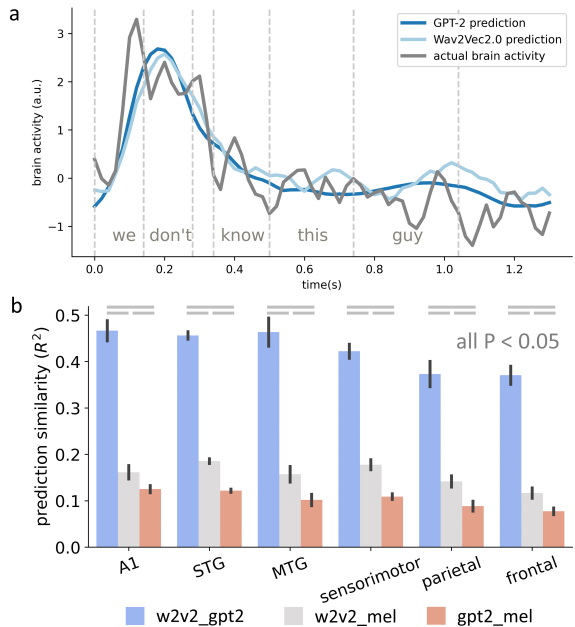 a
GPT-2 prediction
Wav2Vec2.0 prediction
actual brain activity
brain activity (a.u.)
3
2
1
0
−1
we don't know this guy
0.0 0.2 0.4 0.6 0.8 1.0 1.2
time(s)
b
all P < 0.05
prediction similarity (R²)
0.5
0.4
0.3
0.2
0.1
0.0
A1 STG MTG sensorimotor parietal frontal
w2v2_gpt2 w2v2_mel gpt2_mel